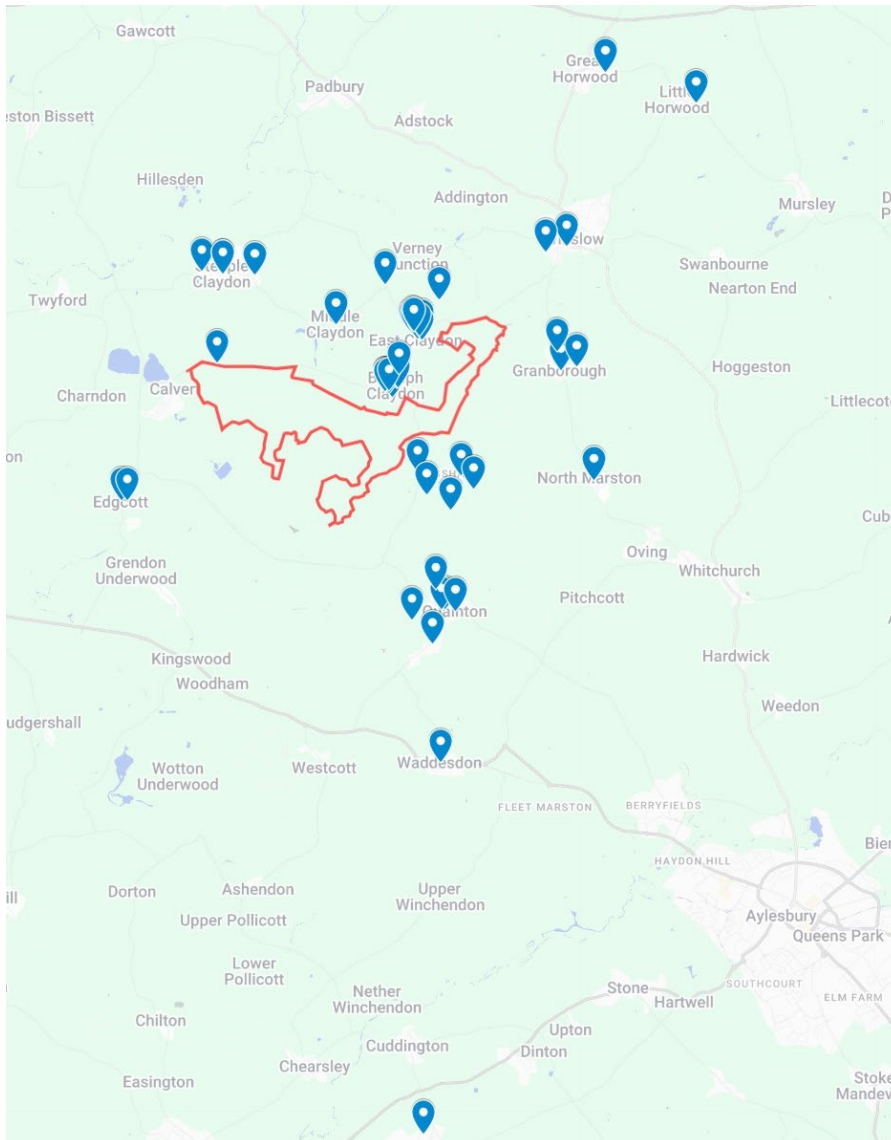 Gawcott
Great
Horwood
Padbury
Little
Horwood
eston Bissett
Adstock
Hillesden
Addington
Mursley
Verney
Junction
Claydon
Swanbourne
Nearton End
Twyford
Middle
Claydon
East Claydon
Hoggeston
Granborough
Claydon
Calvert
Charndon
Littlecot
on
North Marston
Edgcott
Cub
Oving
Whitchurch
Grendon
Underwood
Pitchcott
Quainton
Kingswood
Woodham
Hardwick
Weedon
udgershall
Wotton
Underwood
Westcott
Waddesdon
FLEET MARSTON
BERRYFIELDS
Bier
HAYDON HILL
ill
Dorton
Ashendon
Upper
Winchendon
Aylesbury
Queens Park
Upper Pollicott
Lower
Pollicott
SOUTHCOURT
ELM FARM
Nether
Winchendon
Stone
Hartwell
Chilton
Cuddington
Upton
Dinton
Chearsley
Easington
Stoke
Mandev